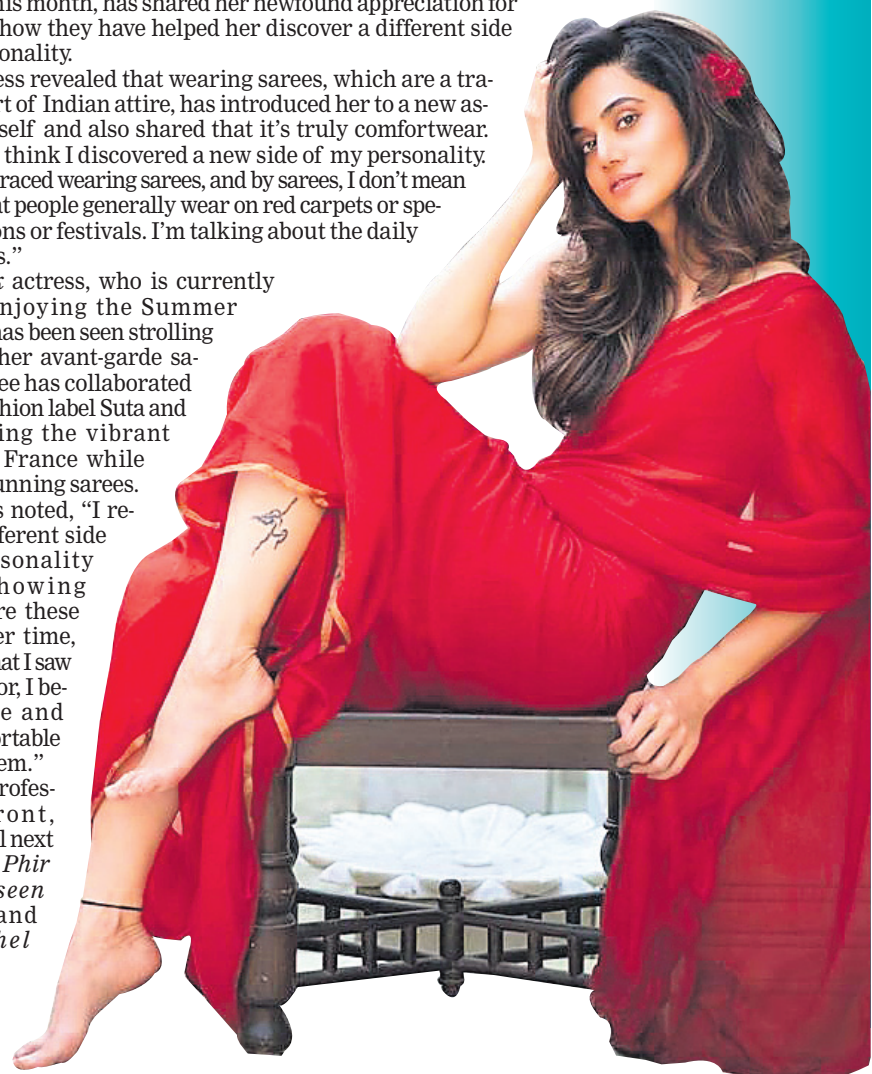 his month, has shared her newfound appreciation for
how they have helped her discover a different side
onality.
ess revealed that wearing sarees, which are a tra-
rt of Indian attire, has introduced her to a new as-
self and also shared that it's truly comfortwear.
think I discovered a new side of my personality.
raced wearing sarees, and by sarees, I don't mean
at people generally wear on red carpets or spe-
ons or festivals. I'm talking about the daily
s.”
actress, who is currently
njoying the Summer
has been seen strolling
her avant-garde sa-
ee has collaborated
hion label Suta and
ing the vibrant
France while
unning sarees.
s noted, “I re-
fferent side
sonality
howing
re these
er time,
hat I saw
or, I be-
e and
ortable
em.”
rofes-
ront,
l next
Phir
seen
and
hel